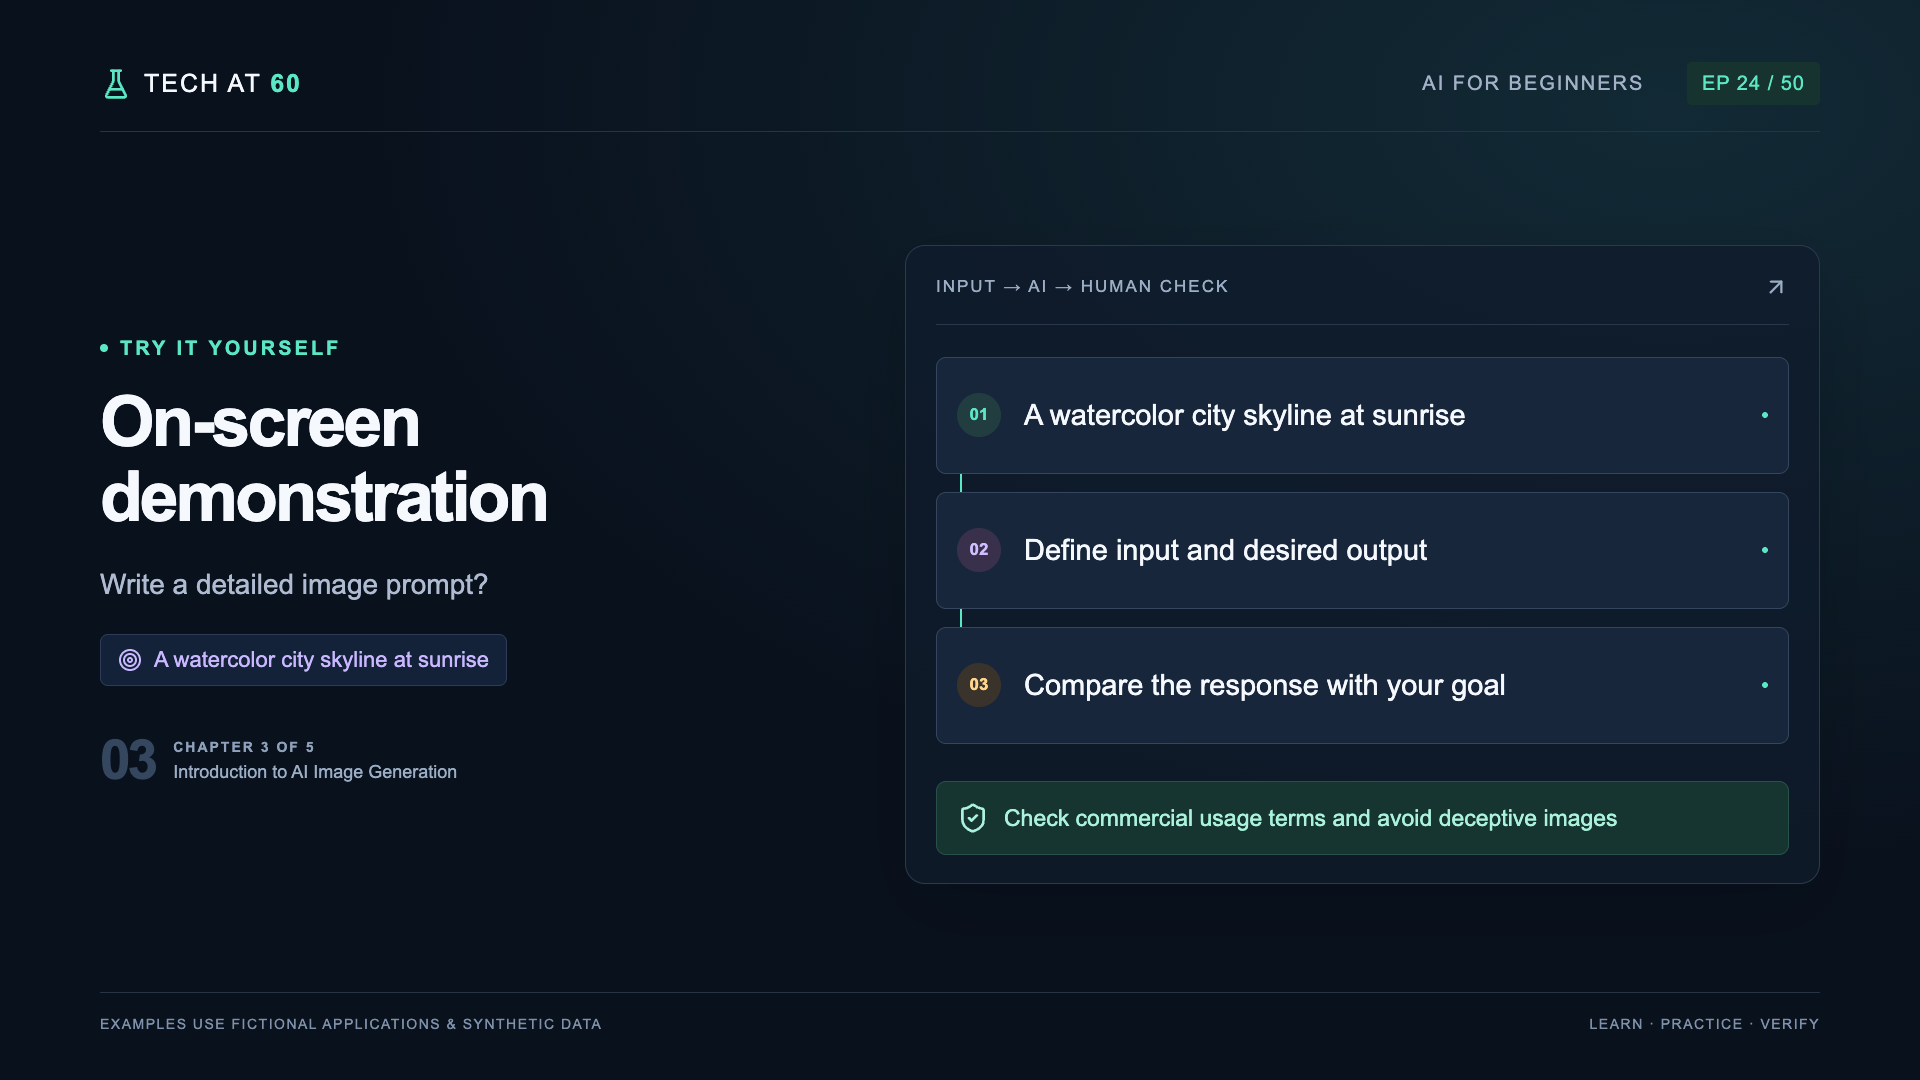 TECH AT 60
AI FOR BEGINNERS
EP 24 / 50
TRY IT YOURSELF
On-screen
demonstration
Write a detailed image prompt?
A watercolor city skyline at sunrise
03
CHAPTER 3 OF 5
Introduction to AI Image Generation
INPUT → AI → HUMAN CHECK
01 A watercolor city skyline at sunrise
02 Define input and desired output
03 Compare the response with your goal
Check commercial usage terms and avoid deceptive images
EXAMPLES USE FICTIONAL APPLICATIONS & SYNTHETIC DATA
LEARN · PRACTICE · VERIFY